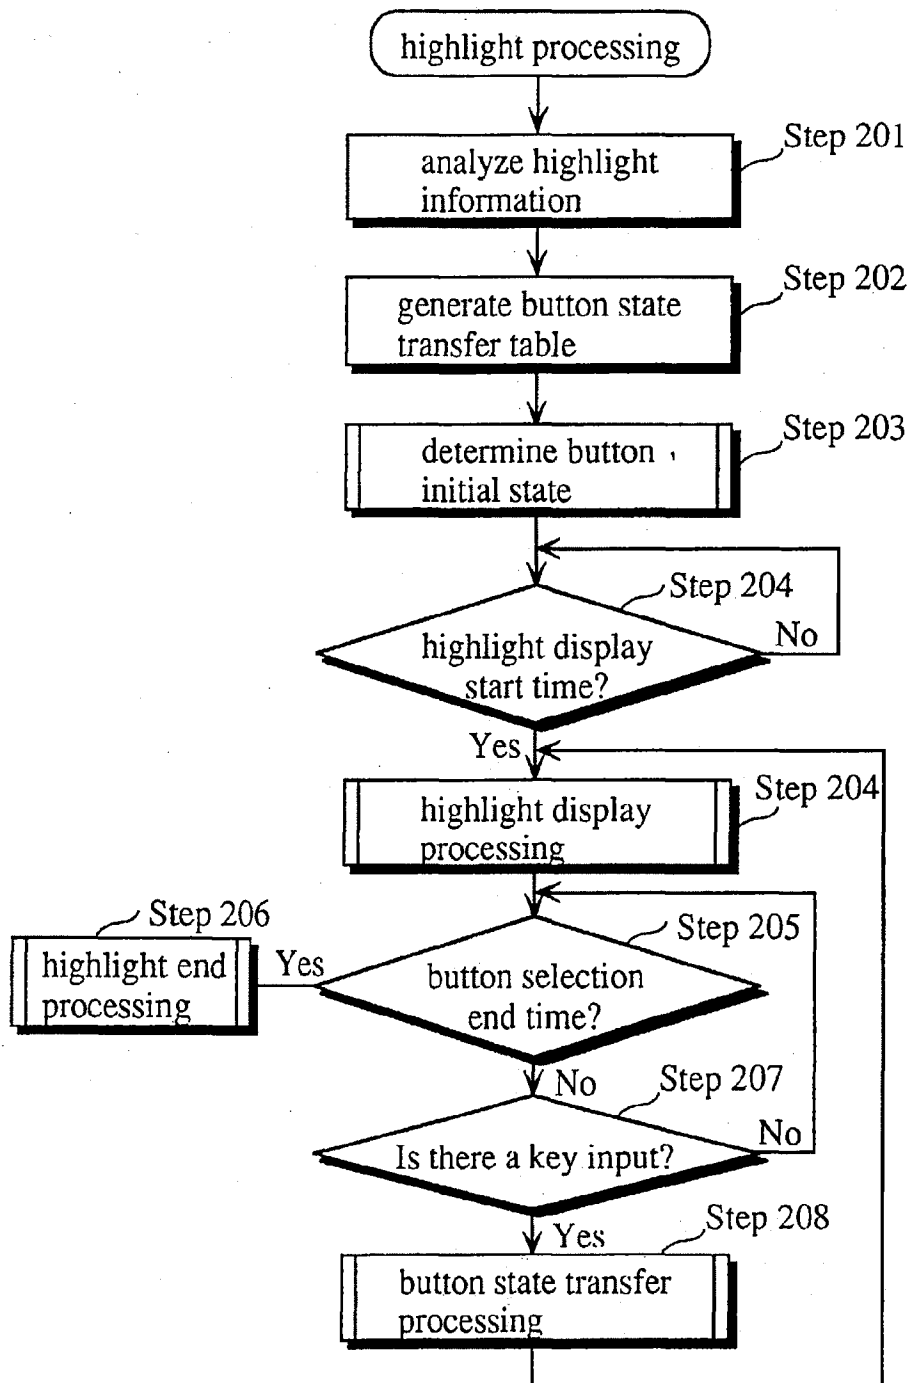 highlight processing
Step 201
analyze highlight
information
Step 202
generate button state
transfer table
Step 203
determine button
initial state
Step 204
No
highlight display
start time?
Yes
Step 204
highlight display
processing
Step 206
highlight end
processing
Yes
Step 205
button selection
end time?
No
Step 207
No
Is there a key input?
Yes
Step 208
button state transfer
processing